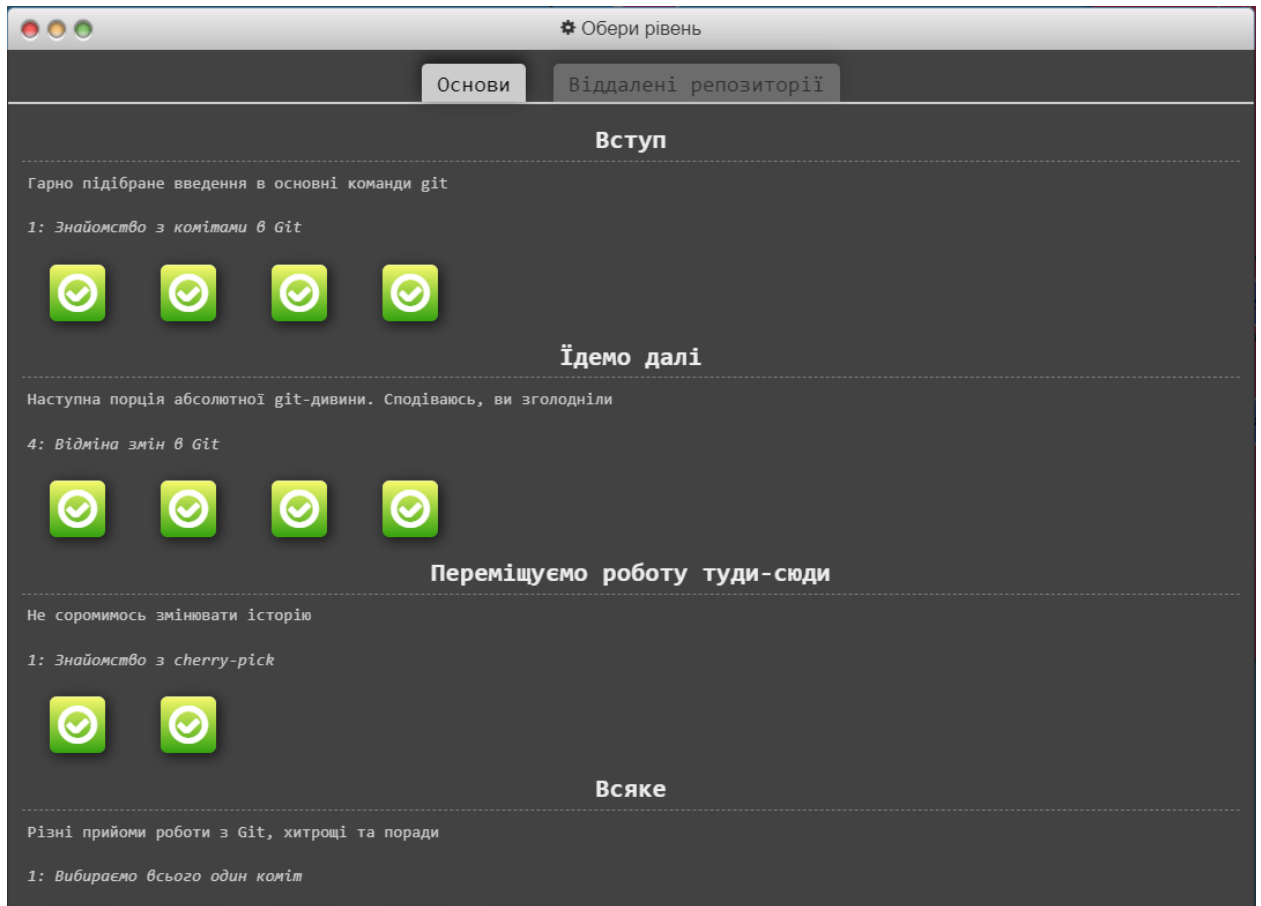 Обери рівень
Основи
Віддалені репозиторії
Вступ
Гарно підібране введення в основні команди git
1: Знайомство з комітами в Git
Їдемо далі
Наступна порція абсолютної git-дивини. Сподіваюсь, ви зголодніли
4: Відміна змін в Git
Переміщуємо роботу туди-сюди
Не соромимось змінювати історію
1: Знайомство з cherry-pick
Всяке
Різні прийоми роботи з Git, хитрощі та поради
1: Вибираємо всього один коміт